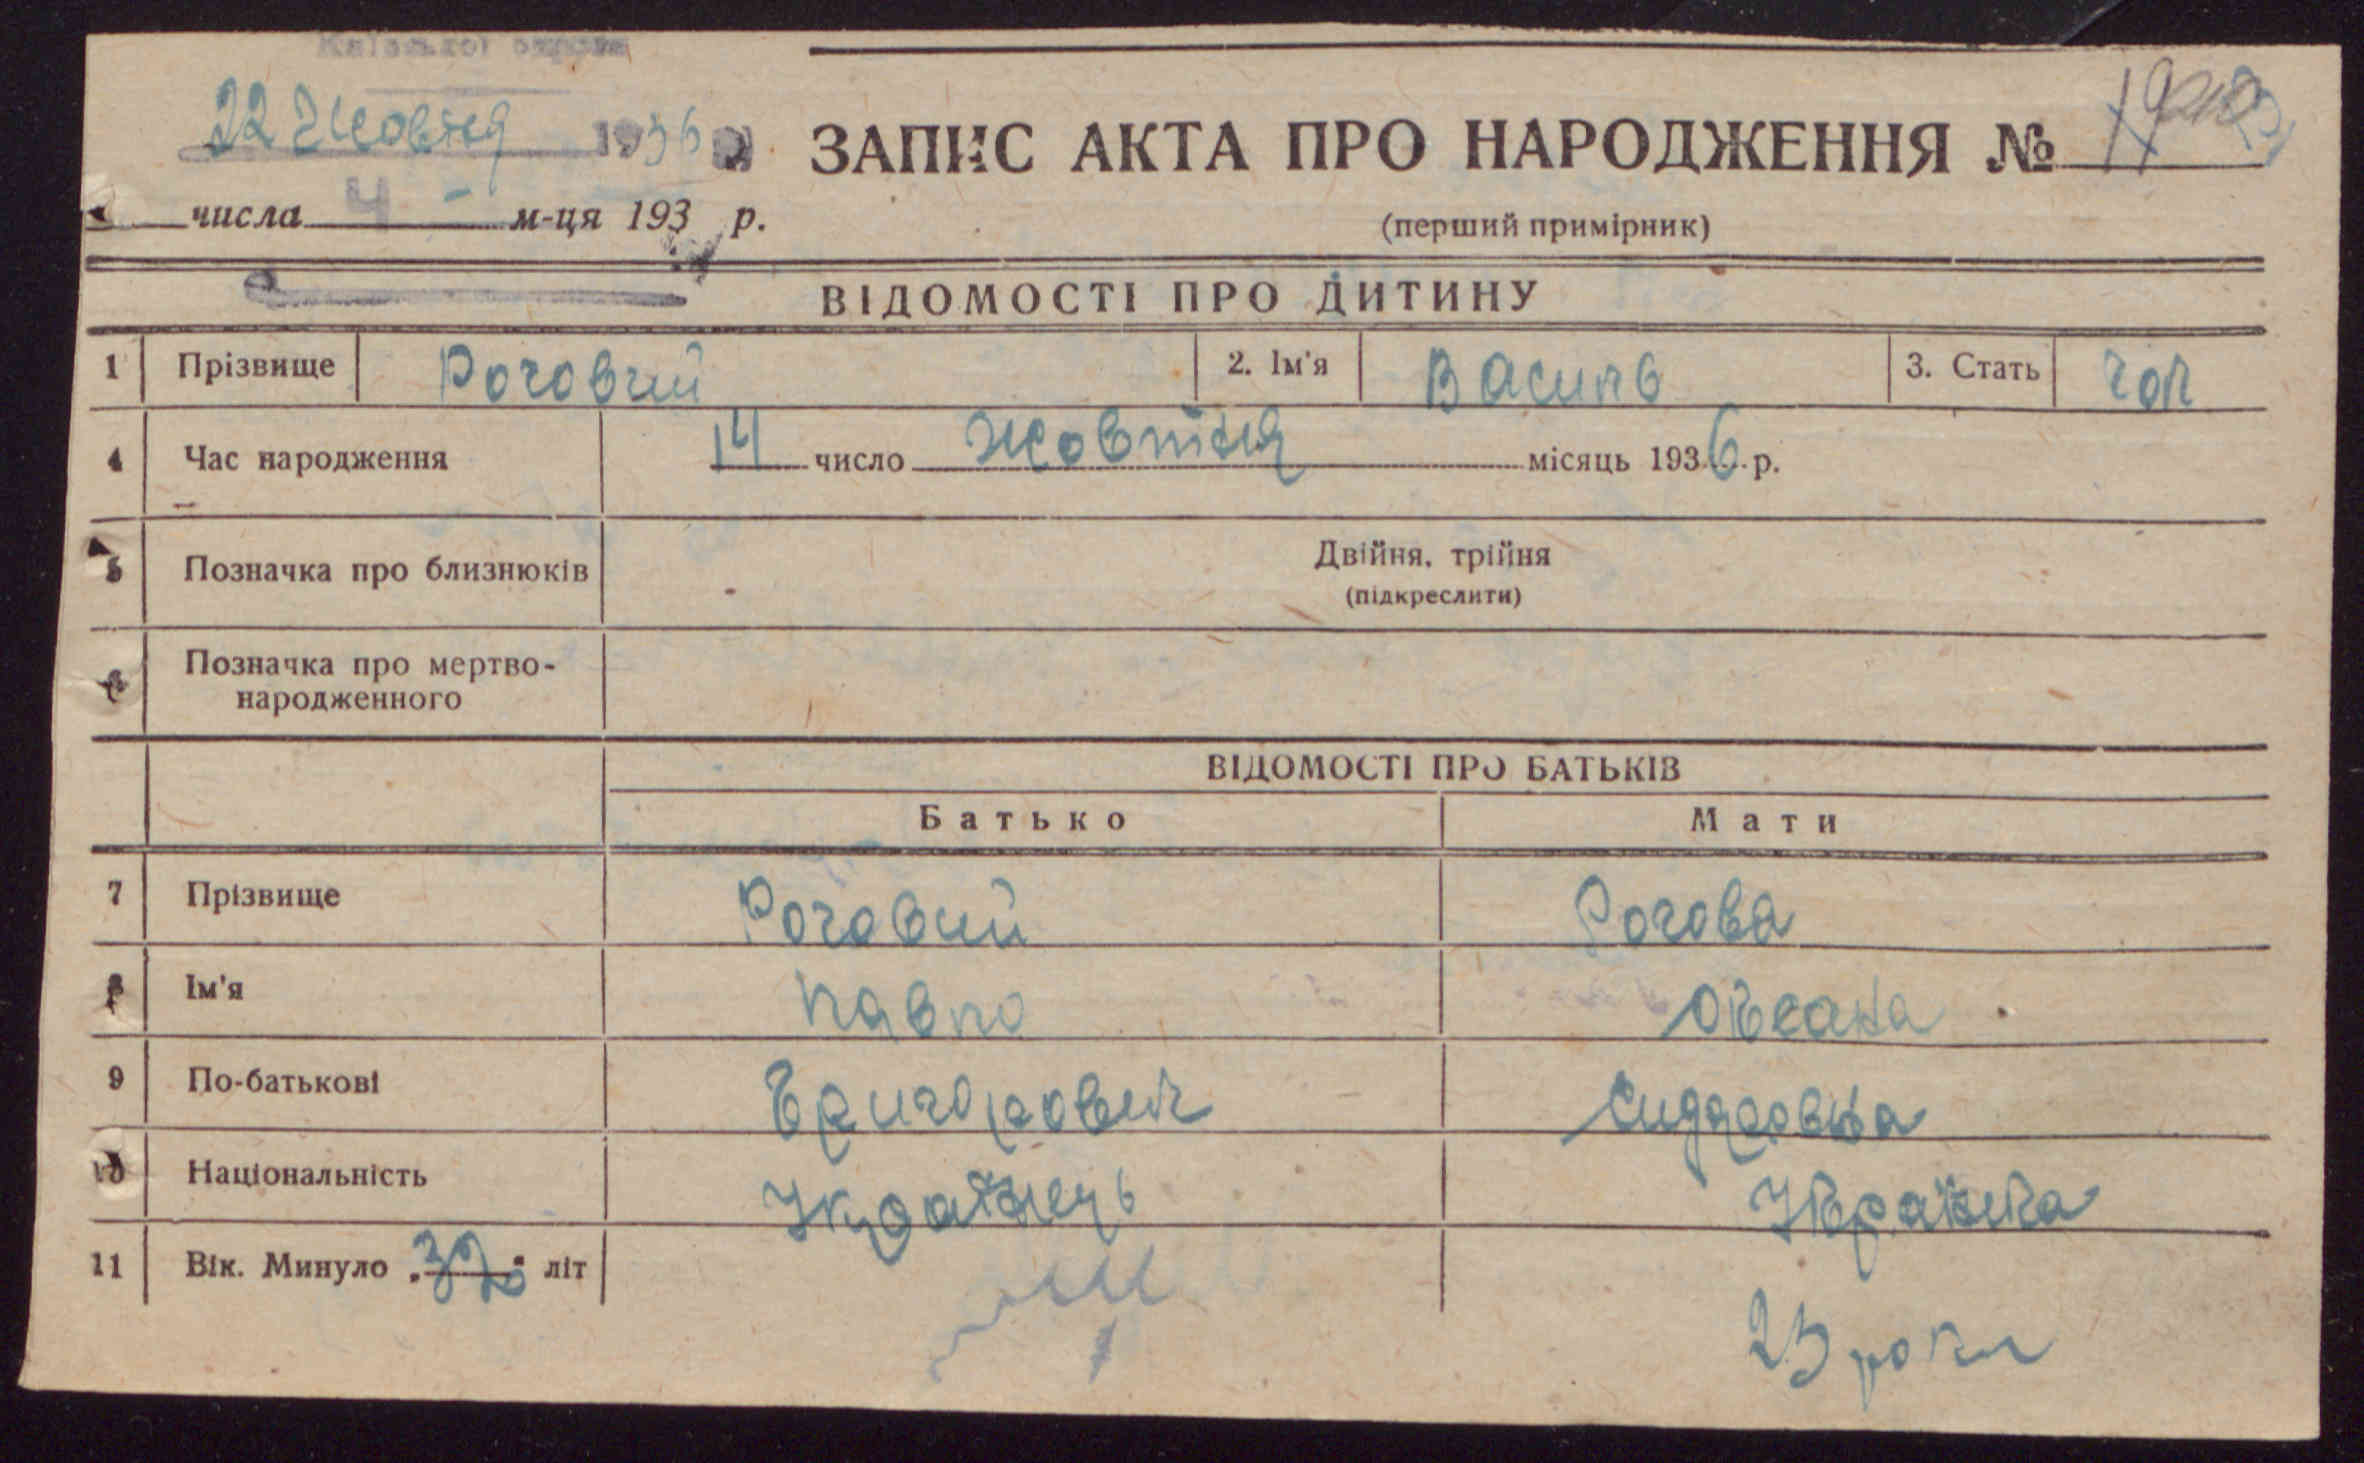 Київської
22 Жовтня 1936
ЗАПИС АКТА ПРО НАРОДЖЕННЯ №
числа м-ця 193 р.
(перший примірник)
ВІДОМОСТІ ПРО ДИТИНУ
1 Прізвище Роговий 2. Ім'я Василь 3. Стать чол
4 Час народження 14 число Жовтня місяць 1936 р.
5 Позначка про близнюків Двійня, трійня
(підкреслити)
6 Позначка про мертво-
народженного
ВІДОМОСТІ ПРО БАТЬКІВ
Батько Мати
7 Прізвище Роговий Рогова
8 Ім'я Павло Оксана
9 По-батькові Григорович Сидоровна
10 Національність Українець Українка
11 Вік. Минуло літ
23 роки